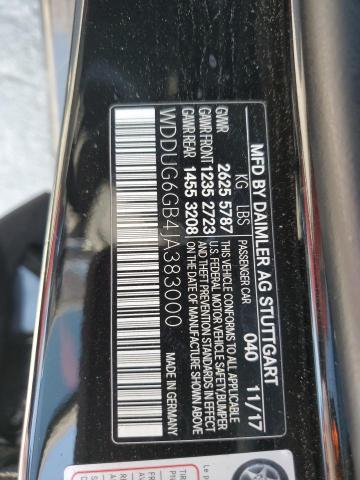 MFD BY DAIMLER AG STUTTGART
PASSENGER CAR 040 11/17
KG LBS
GVWR 2625 5787
GAWR FRONT 1235 2723
GAWR REAR 1455 3208
THIS VEHICLE CONFORMS TO ALL APPLICABLE
U.S. FEDERAL MOTOR VEHICLE SAFETY, BUMPER
AND THEFT PREVENTION STANDARDS IN EFFECT
ON THE DATE OF MANUFACTURE SHOWN ABOVE
WDDUG6GB4JA383000
MADE IN GERMANY
Le p